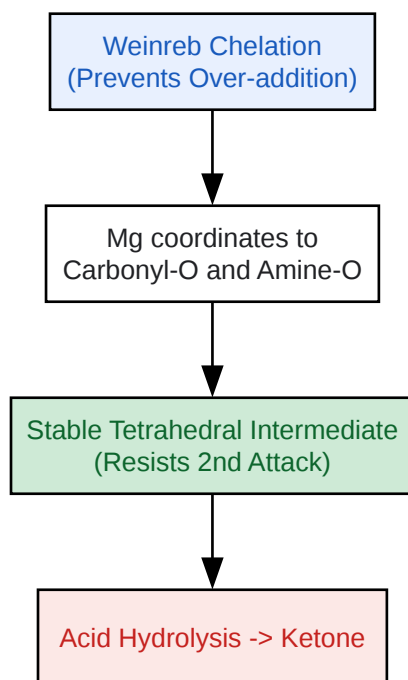 Weinreb Chelation
(Prevents Over-addition)
Mg coordinates to
Carbonyl-O and Amine-O
Stable Tetrahedral Intermediate
(Resists 2nd Attack)
Acid Hydrolysis -> Ketone